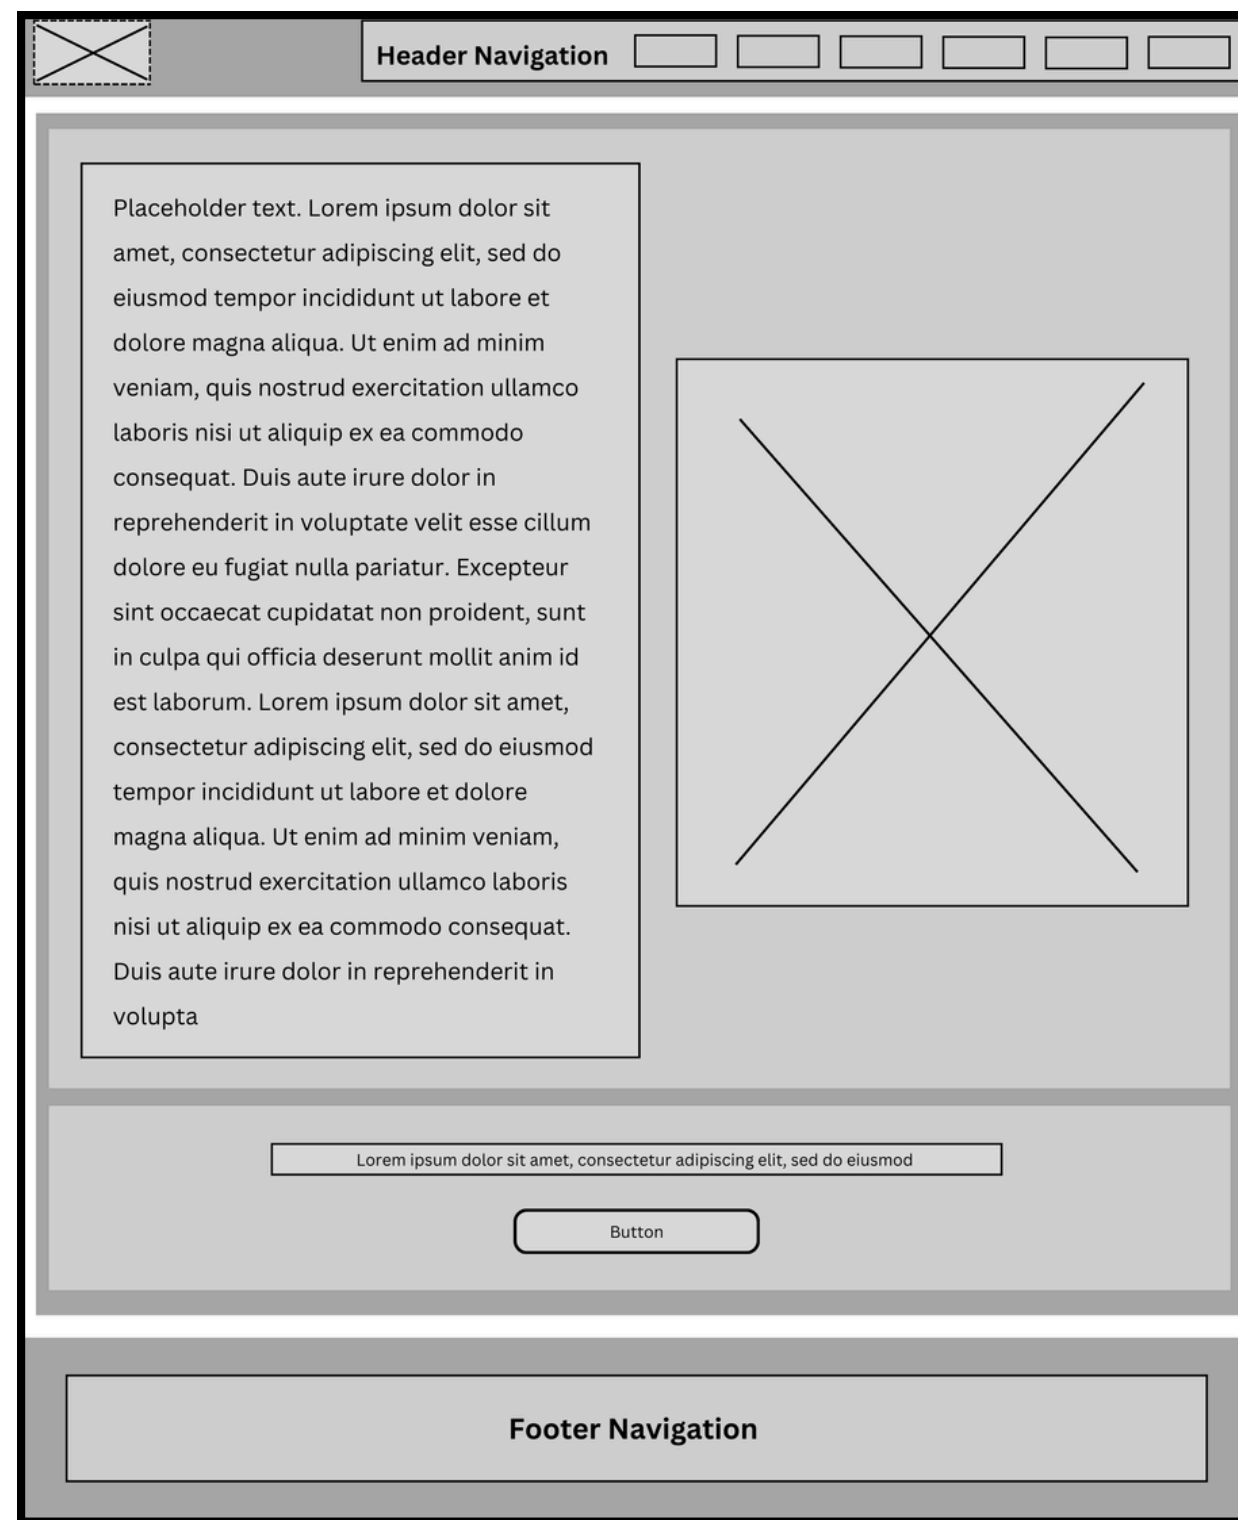 Header Navigation
Placeholder text. Lorem ipsum dolor sit
amet, consectetur adipiscing elit, sed do
eiusmod tempor incididunt ut labore et
dolore magna aliqua. Ut enim ad minim
veniam, quis nostrud exercitation ullamco
laboris nisi ut aliquip ex ea commodo
consequat. Duis aute irure dolor in
reprehenderit in voluptate velit esse cillum
dolore eu fugiat nulla pariatur. Excepteur
sint occaecat cupidatat non proident, sunt
in culpa qui officia deserunt mollit anim id
est laborum. Lorem ipsum dolor sit amet,
consectetur adipiscing elit, sed do eiusmod
tempor incididunt ut labore et dolore
magna aliqua. Ut enim ad minim veniam,
quis nostrud exercitation ullamco laboris
nisi ut aliquip ex ea commodo consequat.
Duis aute irure dolor in reprehenderit in
volupta
Lorem ipsum dolor sit amet, consectetur adipiscing elit, sed do eiusmod
Button
Footer Navigation